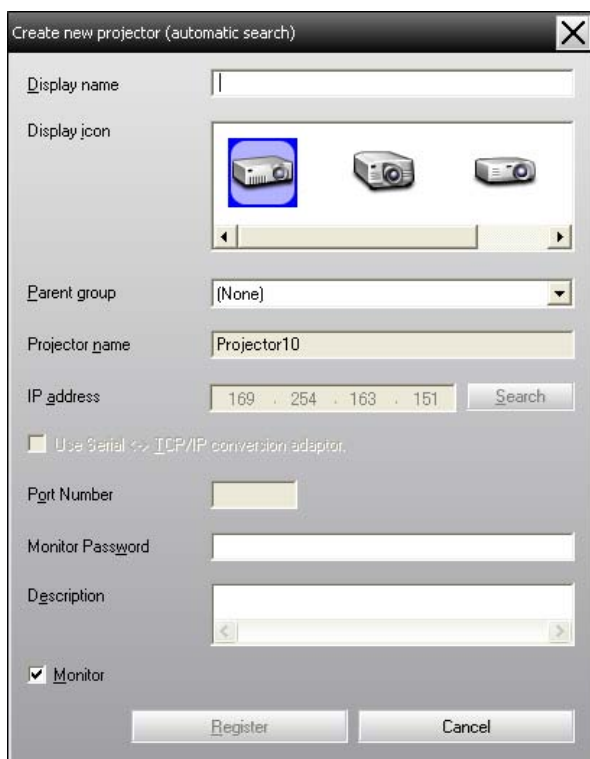 Create new projector (automatic search)
Display name
Display icon
Parent group (None)
Projector name Projector10
IP address 169 . 254 . 163 . 151 Search
Use Serial <-> TCP/IP conversion adaptor.
Port Number
Monitor Password
Description
Monitor
Register Cancel